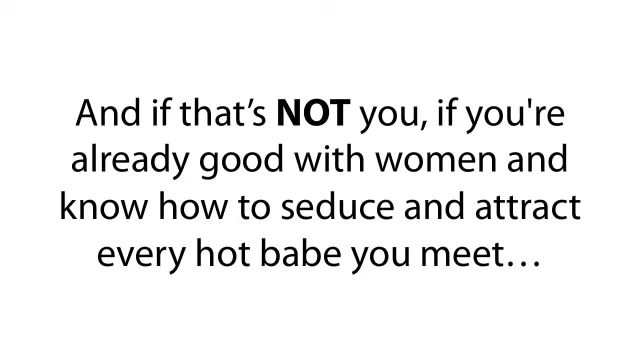 And if that’s NOT you, if you're
already good with women and
know how to seduce and attract
every hot babe you meet…